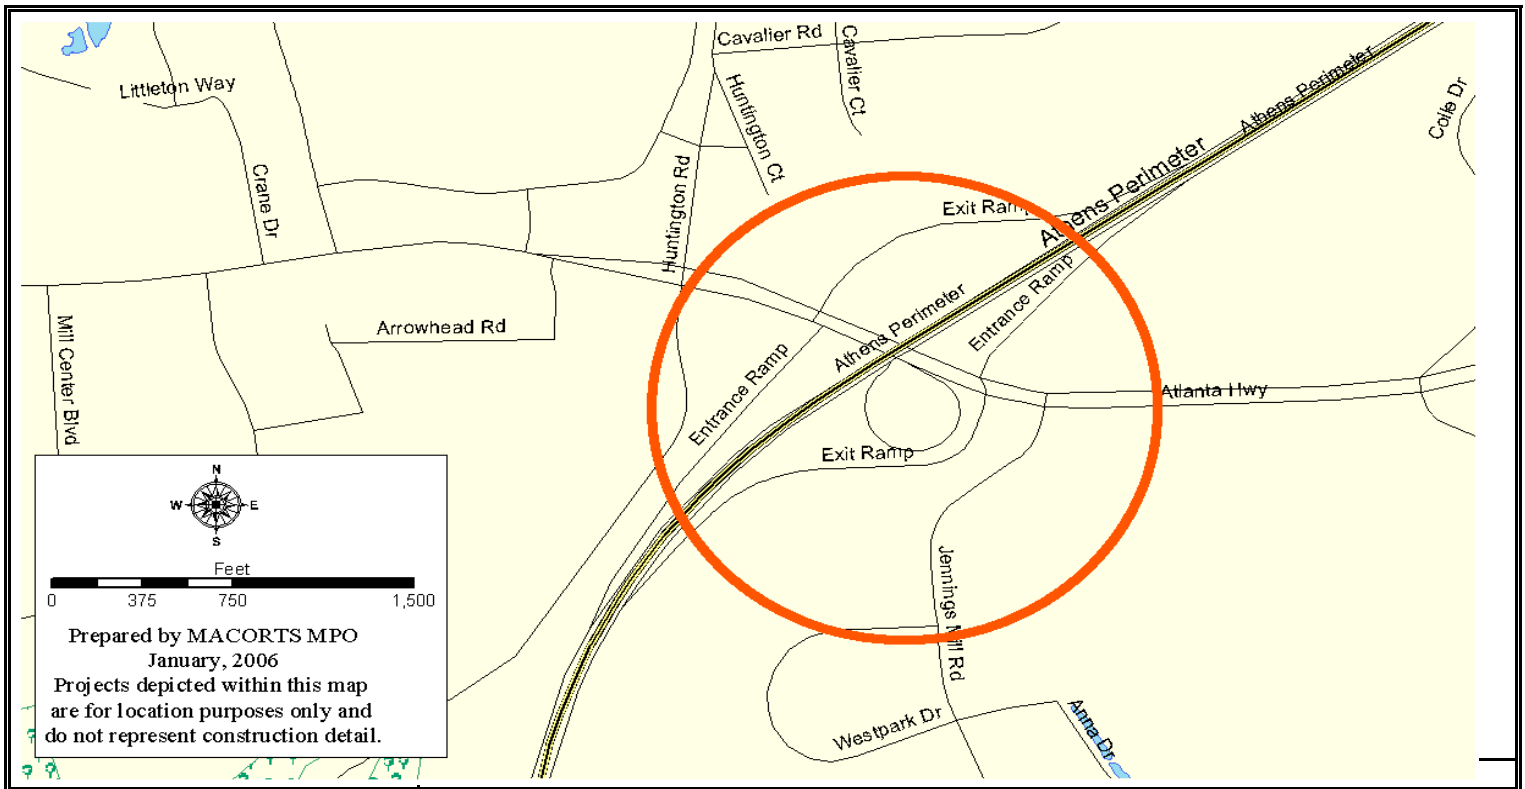 Cavalier Rd
Cavalier Ct
Littleton Way
Huntington Ct
Athens Perimeter
Colle Dr
Crane Dr
Huntington Rd
Exit Ramp
Athens Perimeter
Entrance Ramp
Athens Perimeter
Arrowhead Rd
Mill Center Blvd
Entrance Ramp
Atlanta Hwy
Exit Ramp
Jennings Mill Rd
Westpark Dr
Anna Dr
N
W
E
S
Feet
0 375 750 1,500
Prepared by MACORTS MPO
January, 2006
Projects depicted within this map
are for location purposes only and
do not represent construction detail.